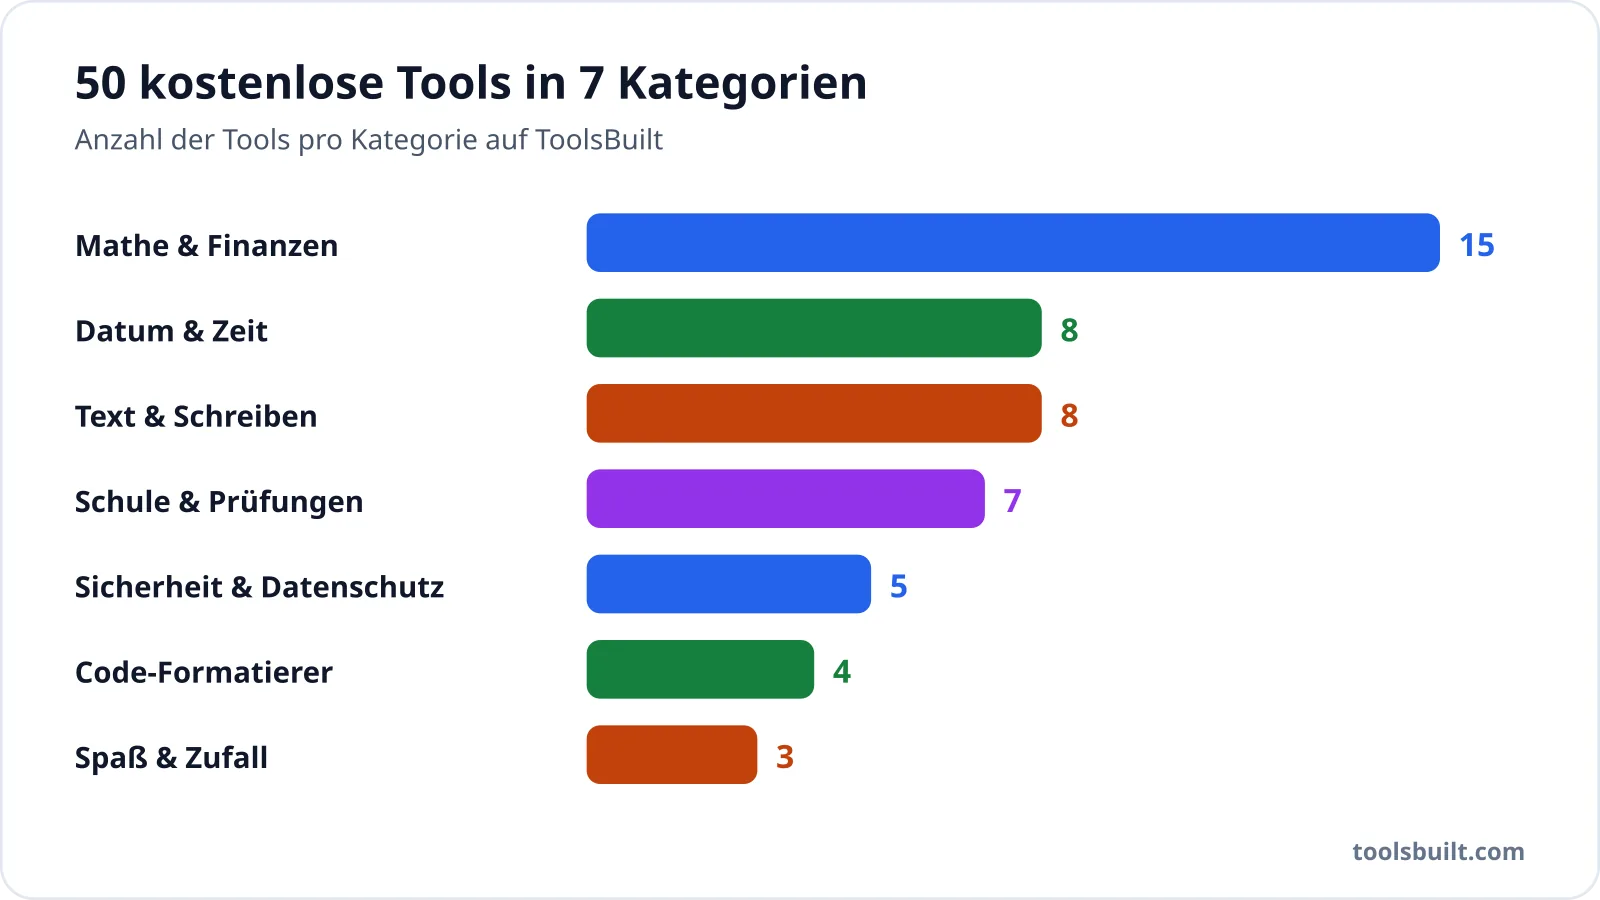 50 kostenlose Tools in 7 Kategorien
Anzahl der Tools pro Kategorie auf ToolsBuilt
Mathe & Finanzen 15
Datum & Zeit 8
Text & Schreiben 8
Schule & Prüfungen 7
Sicherheit & Datenschutz 5
Code-Formatierer 4
Spaß & Zufall 3
toolsbuilt.com